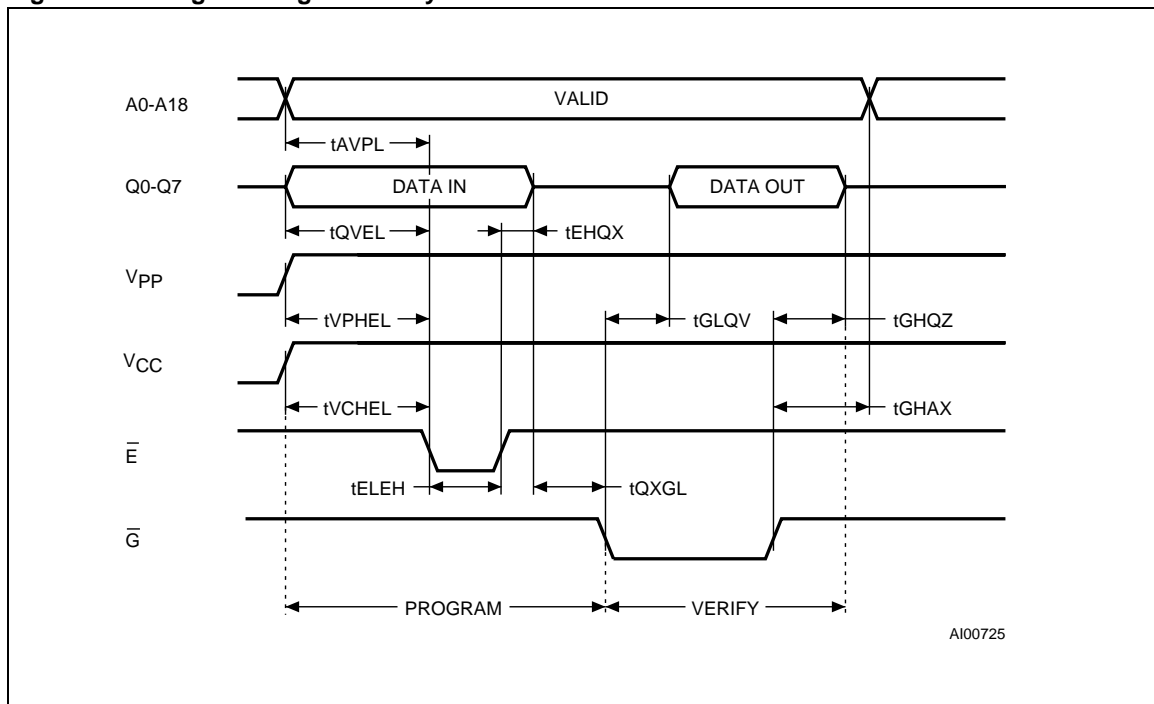 A0-A18
VALID
tAVPL
Q0-Q7
DATA IN
DATA OUT
tQVEL
tEHQX
VPP
tVPHEL
tGLQV
tGHQZ
VCC
tVCHEL
tGHAX
E
tELEH
tQXGL
G
PROGRAM
VERIFY
AI00725